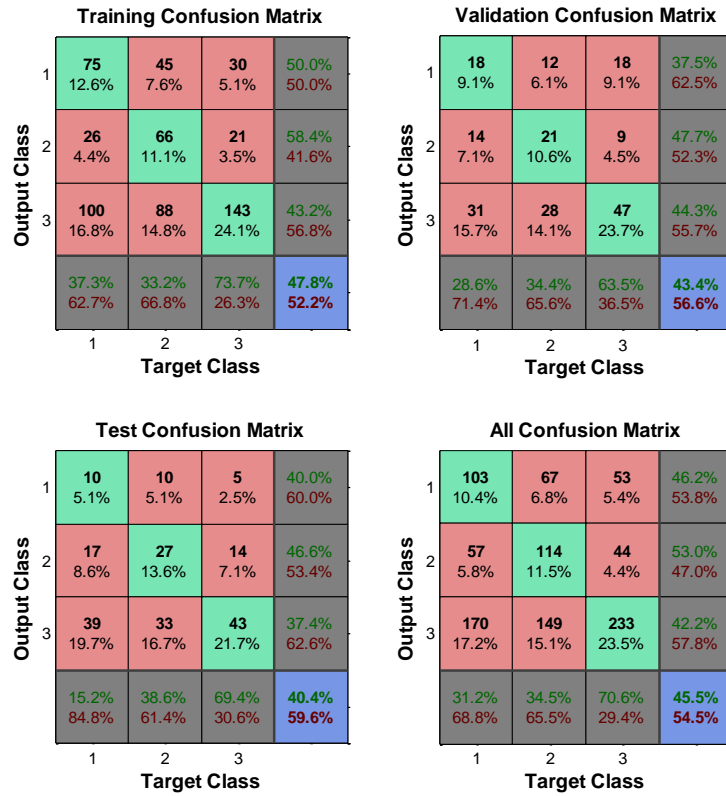 Training Confusion Matrix
Output Class
1
75 45 30 50.0%
12.6% 7.6% 5.1% 50.0%
2
26 66 21 58.4%
4.4% 11.1% 3.5% 41.6%
3
100 88 143 43.2%
16.8% 14.8% 24.1% 56.8%
37.3% 33.2% 73.7% 47.8%
62.7% 66.8% 26.3% 52.2%
1 2 3
Target Class
Validation Confusion Matrix
Output Class
1
18 12 18 37.5%
9.1% 6.1% 9.1% 62.5%
2
14 21 9 47.7%
7.1% 10.6% 4.5% 52.3%
3
31 28 47 44.3%
15.7% 14.1% 23.7% 55.7%
28.6% 34.4% 63.5% 43.4%
71.4% 65.6% 36.5% 56.6%
1 2 3
Target Class
Test Confusion Matrix
Output Class
1
10 10 5 40.0%
5.1% 5.1% 2.5% 60.0%
2
17 27 14 46.6%
8.6% 13.6% 7.1% 53.4%
3
39 33 43 37.4%
19.7% 16.7% 21.7% 62.6%
15.2% 38.6% 69.4% 40.4%
84.8% 61.4% 30.6% 59.6%
1 2 3
Target Class
All Confusion Matrix
Output Class
1
103 67 53 46.2%
10.4% 6.8% 5.4% 53.8%
2
57 114 44 53.0%
5.8% 11.5% 4.4% 47.0%
3
170 149 233 42.2%
17.2% 15.1% 23.5% 57.8%
31.2% 34.5% 70.6% 45.5%
68.8% 65.5% 29.4% 54.5%
1 2 3
Target Class